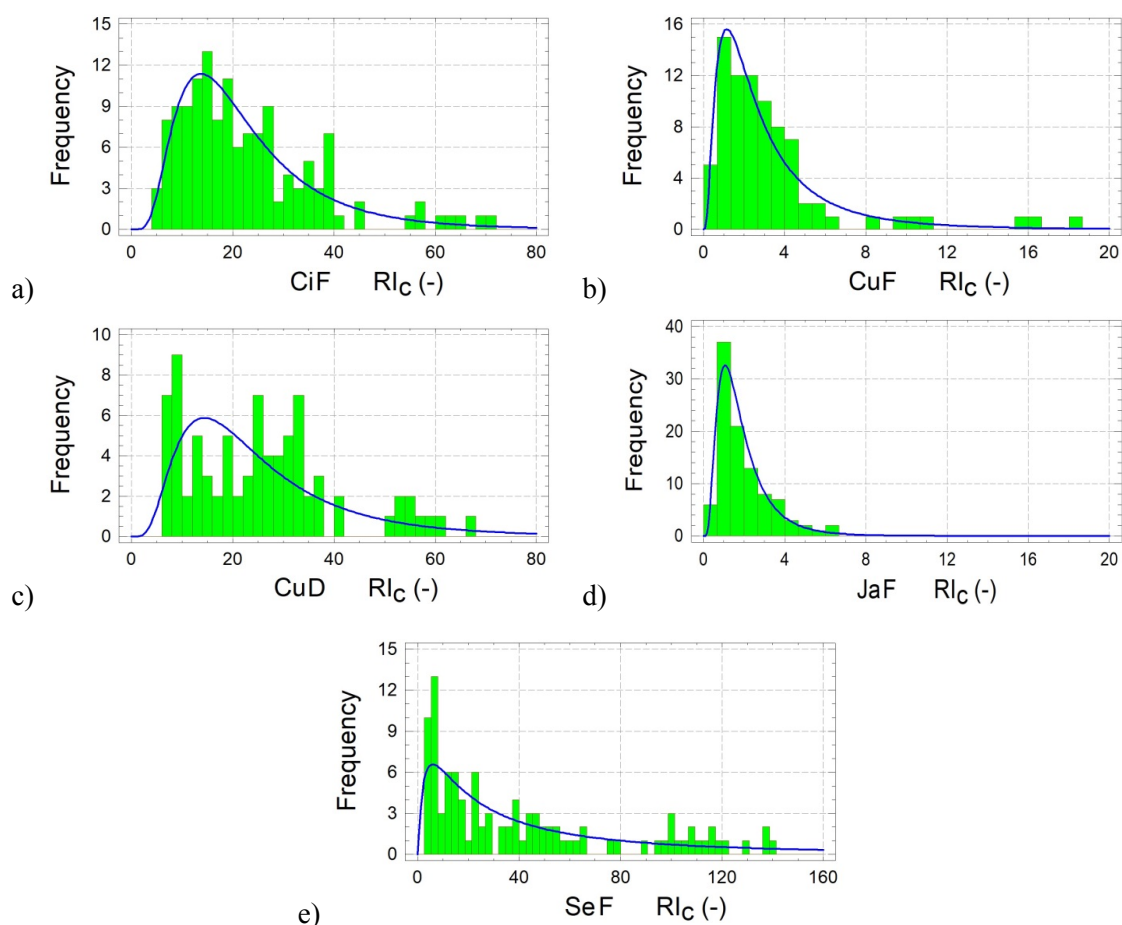 15
12
9
6
3
0
Frequency
0 20 40 60 80
CiF RIC (-)
a)
16
12
8
4
0
Frequency
0 4 8 12 16 20
CuF RIC (-)
b)
10
8
6
4
2
0
Frequency
0 20 40 60 80
CuD RIC (-)
c)
40
30
20
10
0
Frequency
0 4 8 12 16 20
JaF RIC (-)
d)
15
12
9
6
3
0
Frequency
0 40 80 120 160
SeF RIC (-)
e)